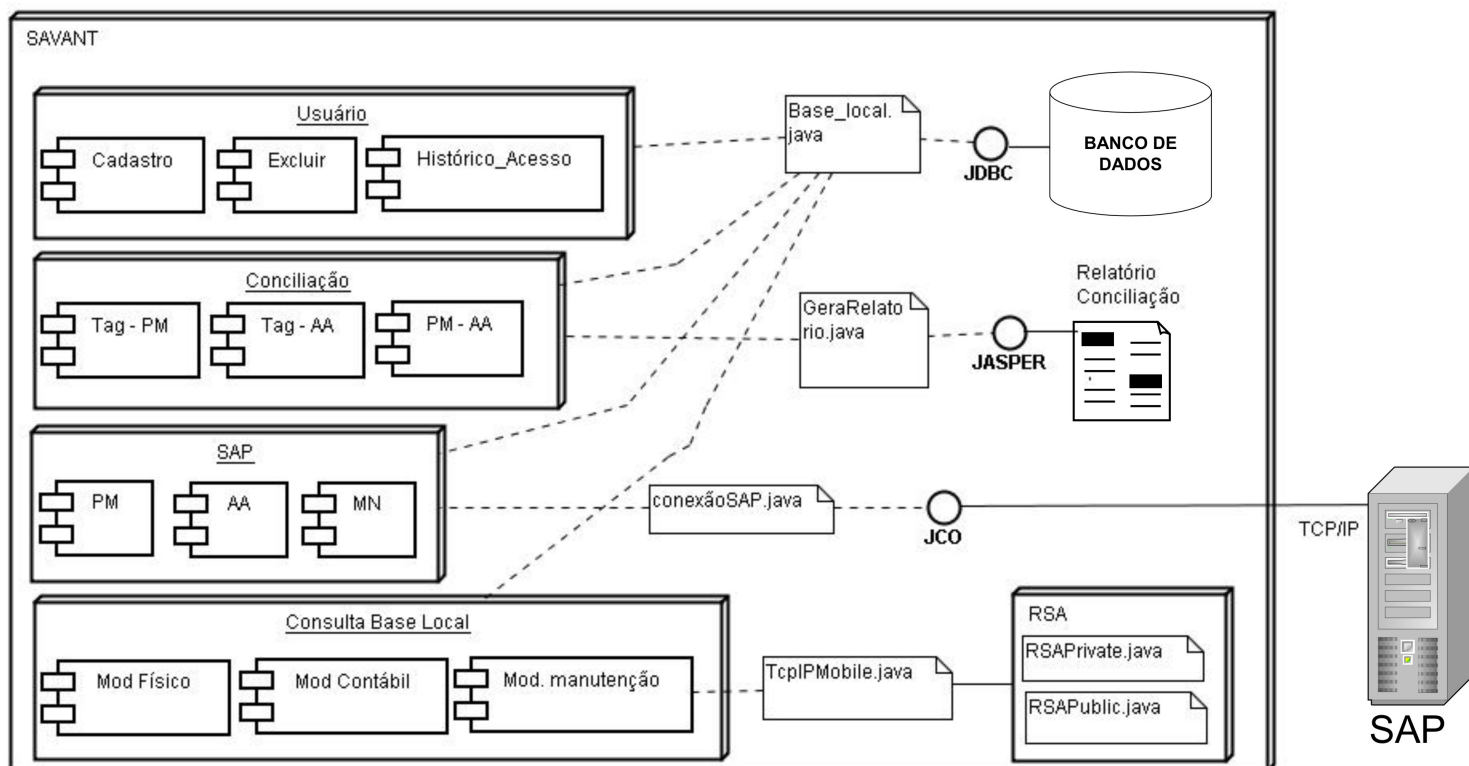 SAVANT
Usuário
Cadastro
Excluir
Histórico_Acesso
Base_local.
java
JDBC
BANCO DE
DADOS
Conciliação
Tag - PM
Tag - AA
PM - AA
GeraRelato
rio.java
JASPER
Relatório
Conciliação
SAP
PM
AA
MN
conexãoSAP.java
JCO
TCP/IP
SAP
Consulta Base Local
Mod Físico
Mod Contábil
Mod. manutenção
TcpIPMobile.java
RSA
RSAPrivate.java
RSAPublic.java